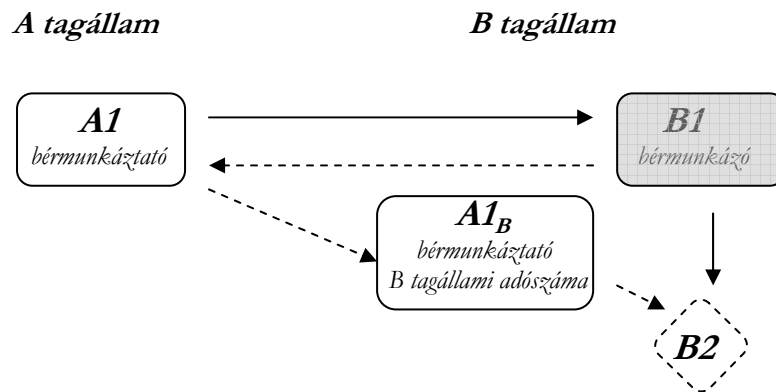 A tagállam
B tagállam
A1
bérmunkáztató
B1
bérmunkázó
A1B
bérmunkáztató
B tagállami adószáma
B2